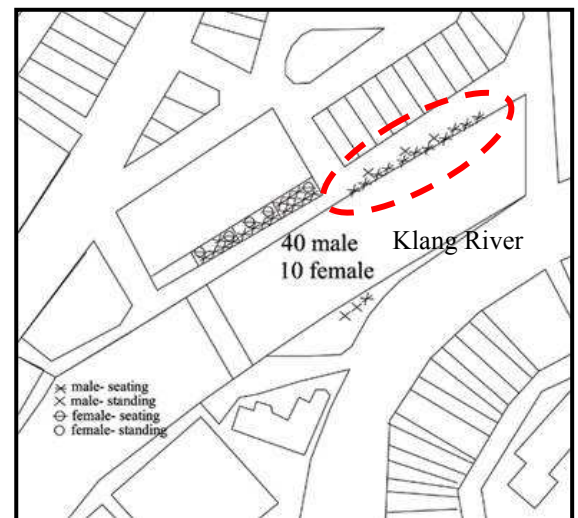 40 male
10 female
Klang River
male- seating
male- standing
female- seating
female- standing